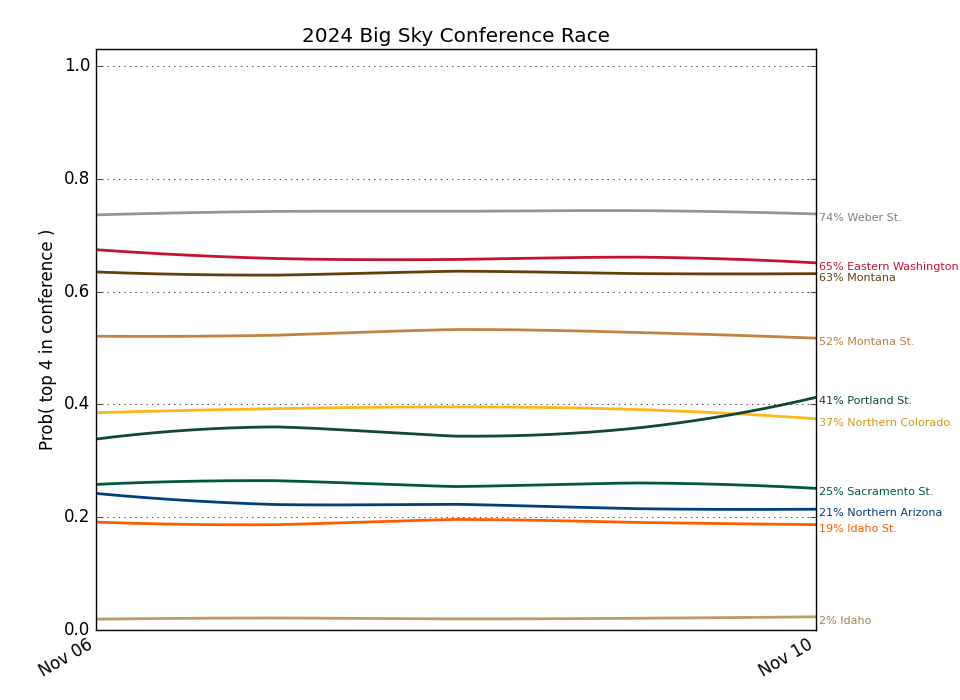 2024 Big Sky Conference Race
Prob( top 4 in conference )
1.0
0.8
0.6
0.4
0.2
0.0
Nov 06
Nov 10
74% Weber St.
65% Eastern Washington
63% Montana
52% Montana St.
41% Portland St.
37% Northern Colorado
25% Sacramento St.
21% Northern Arizona
19% Idaho St.
2% Idaho